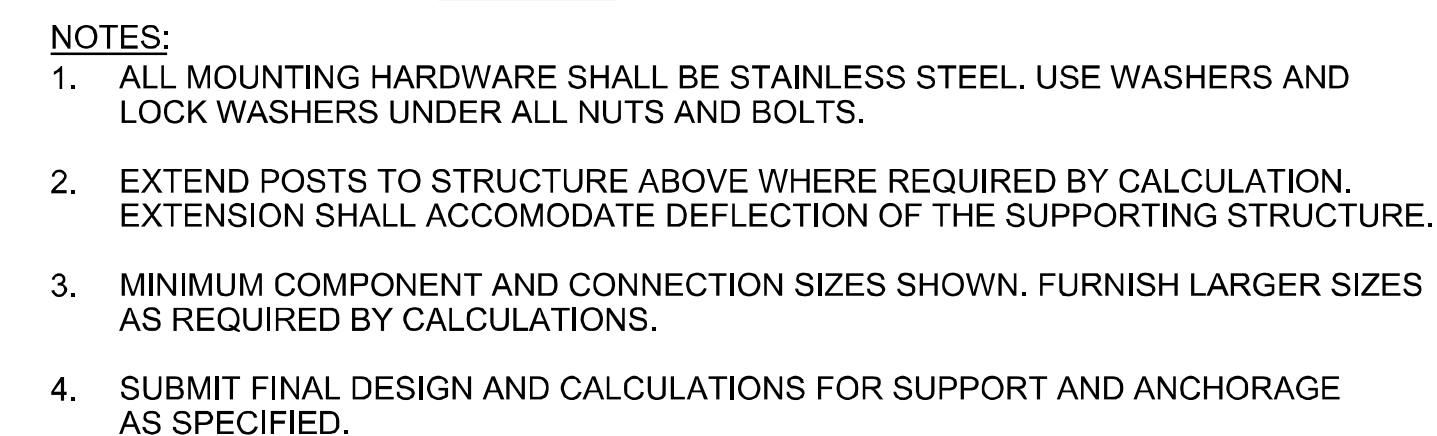 NOTES:
1. ALL MOUNTING HARDWARE SHALL BE STAINLESS STEEL. USE WASHERS AND
LOCK WASHERS UNDER ALL NUTS AND BOLTS.
2. EXTEND POSTS TO STRUCTURE ABOVE WHERE REQUIRED BY CALCULATION.
EXTENSION SHALL ACCOMODATE DEFLECTION OF THE SUPPORTING STRUCTURE.
3. MINIMUM COMPONENT AND CONNECTION SIZES SHOWN. FURNISH LARGER SIZES
AS REQUIRED BY CALCULATIONS.
4. SUBMIT FINAL DESIGN AND CALCULATIONS FOR SUPPORT AND ANCHORAGE
AS SPECIFIED.